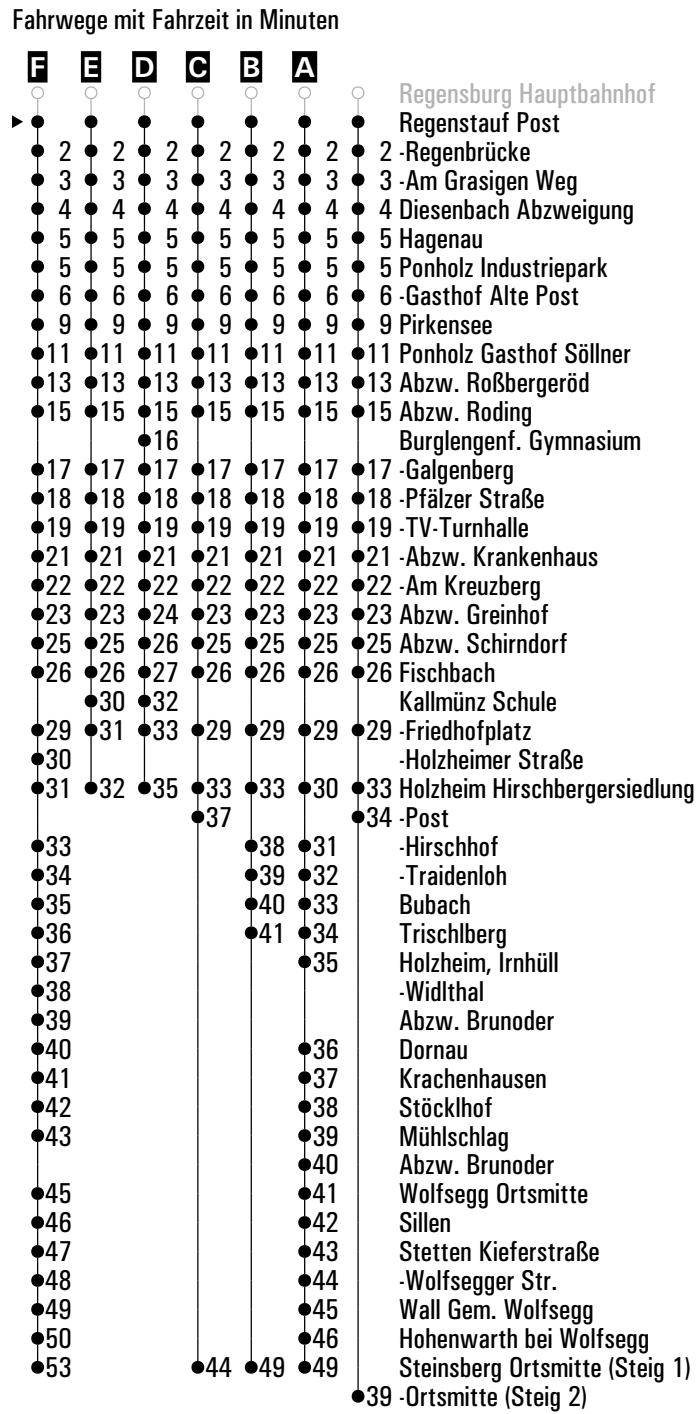 Fahrwege mit Fahrzeit in Minuten
F E D C B A
Regensburg Hauptbahnhof
Regenstauf Post
2 2 2 2 2 2 2 -Regenbrücke
3 3 3 3 3 3 3 -Am Grasigen Weg
4 4 4 4 4 4 4 Diesenbach Abzweigung
5 5 5 5 5 5 5 Hagenau
5 5 5 5 5 5 5 Ponholz Industriepark
6 6 6 6 6 6 6 -Gasthof Alte Post
9 9 9 9 9 9 9 Pirkensee
11 11 11 11 11 11 11 Ponholz Gasthof Söllner
13 13 13 13 13 13 13 Abzw. Roßbergeröd
15 15 15 15 15 15 15 Abzw. Roding
16 Burglengenf. Gymnasium
17 17 17 17 17 17 17 -Galgenberg
18 18 18 18 18 18 18 -Pfälzer Straße
19 19 19 19 19 19 19 -TV-Turnhalle
21 21 21 21 21 21 21 -Abzw. Krankenhaus
22 22 22 22 22 22 22 -Am Kreuzberg
23 23 24 23 23 23 23 Abzw. Greinhof
25 25 26 25 25 25 25 Abzw. Schirndorf
26 26 27 26 26 26 26 Fischbach
30 32 Kallmünz Schule
29 31 33 29 29 29 29 -Friedhofplatz
30 -Holzheimer Straße
31 32 35 33 33 30 33 Holzheim Hirschbergersiedlung
37 34 -Post
33 38 31 -Hirschhof
34 39 32 -Traidenloh
35 40 33 Bubach
36 41 34 Trischlberg
37 35 Holzheim, Irnhüll
38 -Widlthal
39 Abzw. Brunoder
40 36 Dornau
41 37 Krachenhausen
42 38 Stöcklhof
43 39 Mühlschlag
40 Abzw. Brunoder
45 41 Wolfsegg Ortsmitte
46 42 Sillen
47 43 Stetten Kieferstraße
48 44 -Wolfsegger Str.
49 45 Wall Gem. Wolfsegg
50 46 Hohenwarth bei Wolfsegg
53 44 49 49 Steinsberg Ortsmitte (Steig 1)
39 -Ortsmitte (Steig 2)